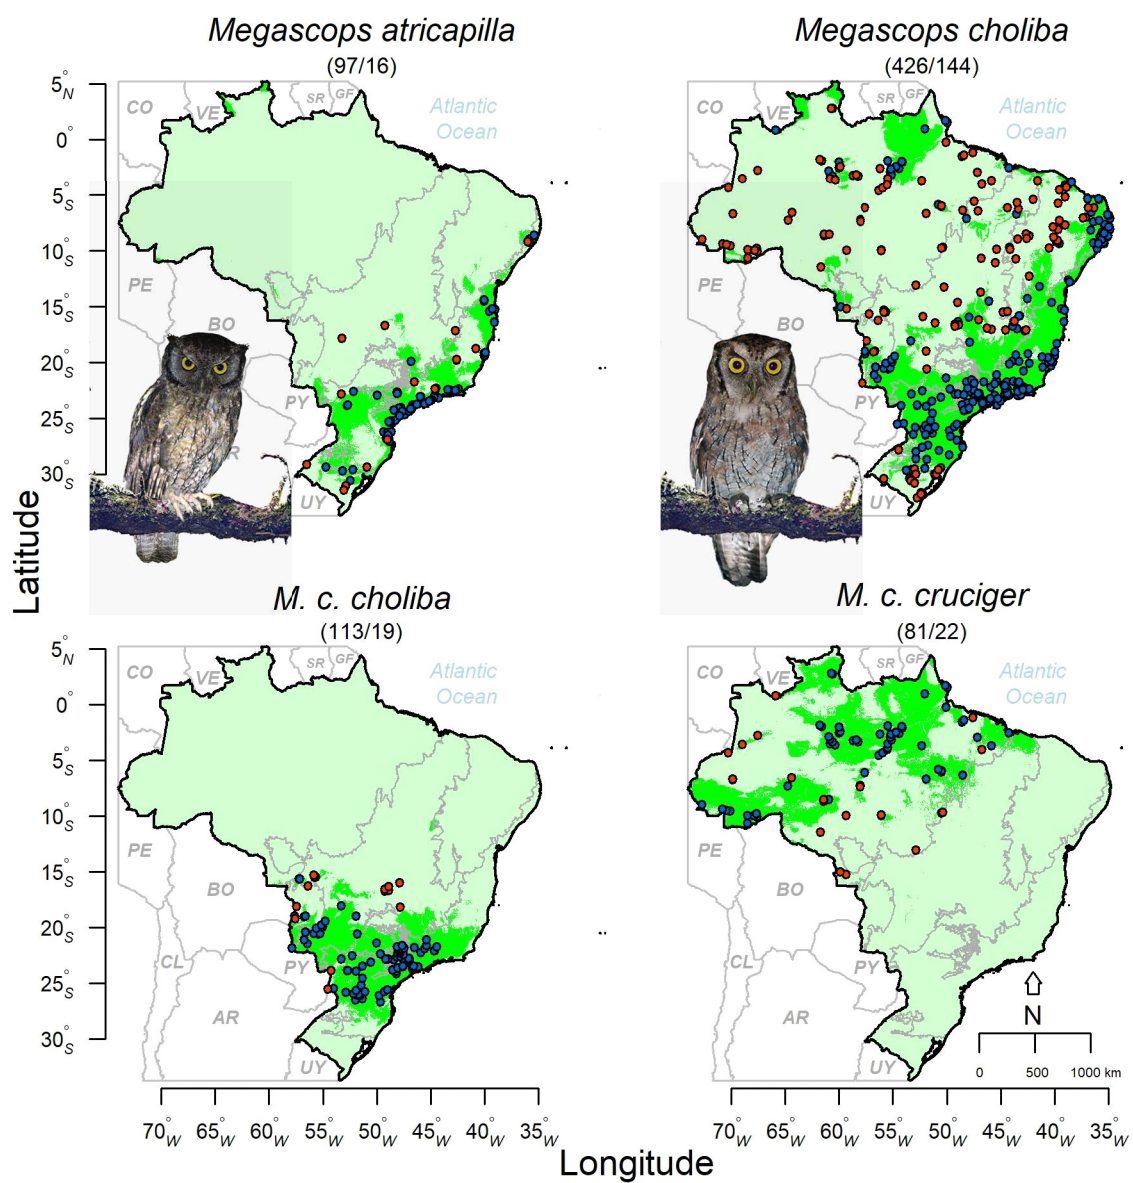 Megascops atricapilla
(97/16)
Megascops choliba
(426/144)
5°N
0°
5°S
10°S
15°S
20°S
25°S
30°S
CO
VE
SR
GF
Atlantic
Ocean
PE
BO
PY
R
UY
CO
VE
SR
GF
Atlantic
Ocean
PE
BO
PY
UY
Latitude
M. c. choliba
(113/19)
M. c. cruciger
(81/22)
5°N
0°
5°S
10°S
15°S
20°S
25°S
30°S
CO
VE
SR
GF
Atlantic
Ocean
PE
BO
CL
PY
AR
UY
CO
VE
SR
GF
Atlantic
Ocean
PE
BO
CL
PY
AR
UY
N
0 500 1000 km
70°W 65°W 60°W 55°W 50°W 45°W 40°W 35°W
70°W 65°W 60°W 55°W 50°W 45°W 40°W 35°W
Longitude